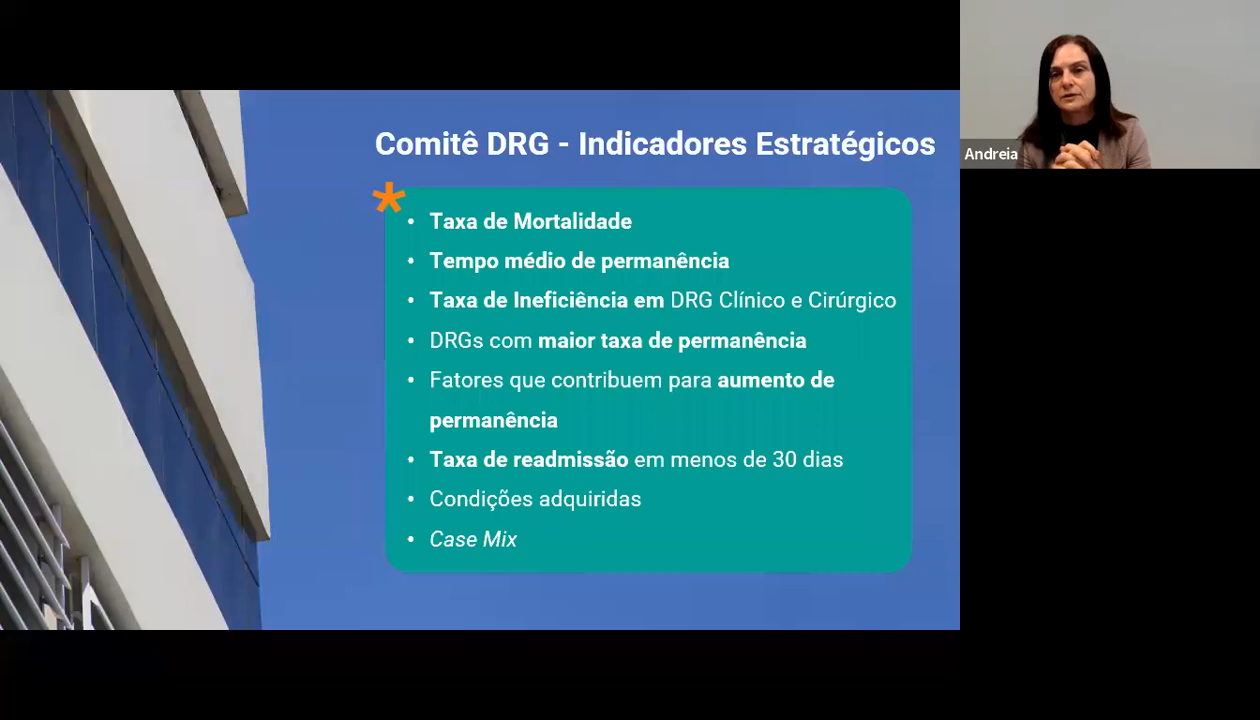 Comitê DRG - Indicadores Estratégicos
* 
• Taxa de Mortalidade
• Tempo médio de permanência
• Taxa de Ineficiência em DRG Clínico e Cirúrgico
• DRGs com maior taxa de permanência
• Fatores que contribuem para aumento de
permanência
• Taxa de readmissão em menos de 30 dias
• Condições adquiridas
• Case Mix
Andreia